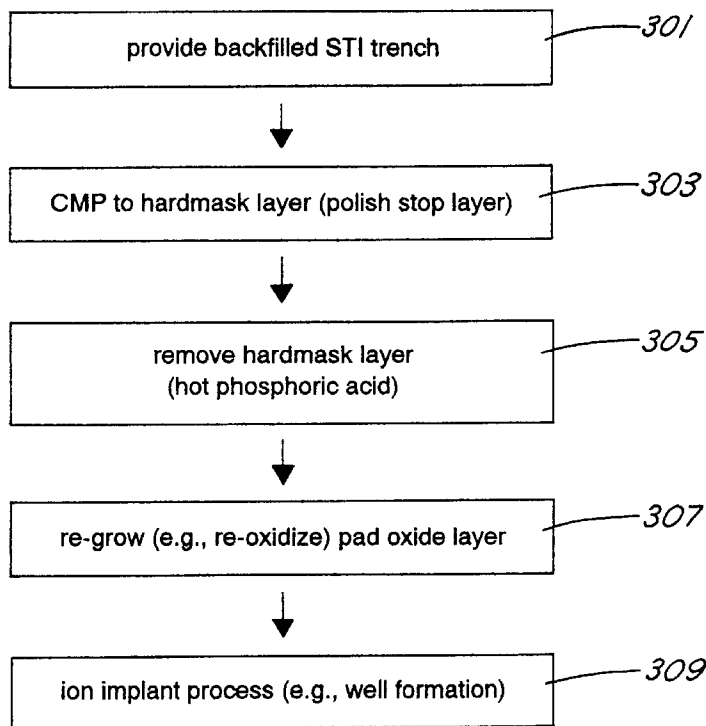 provide backfilled STI trench
301
CMP to hardmask layer (polish stop layer)
303
remove hardmask layer
(hot phosphoric acid)
305
re-grow (e.g., re-oxidize) pad oxide layer
307
ion implant process (e.g., well formation)
309